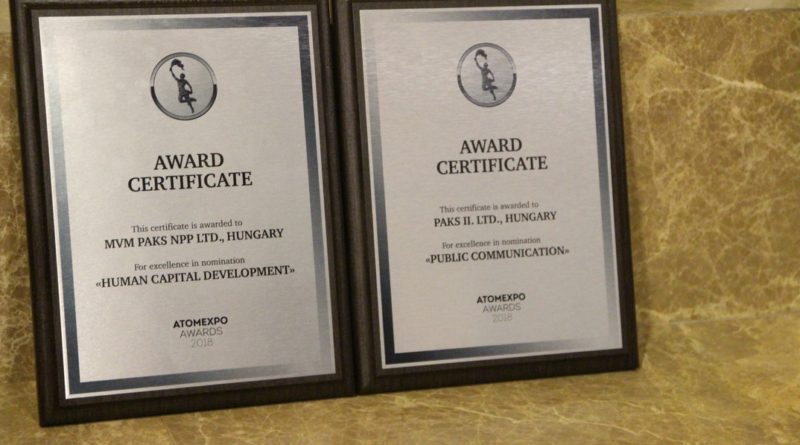 AWARD
CERTIFICATE
This certificate is awarded to
MVM PAKS NPP LTD., HUNGARY
For excellence in nomination
«HUMAN CAPITAL DEVELOPMENT»
ATOMEXPO
AWARDS
2018
AWARD
CERTIFICATE
This certificate is awarded to
PAKS II. LTD., HUNGARY
For excellence in nomination
«PUBLIC COMMUNICATION»
ATOMEXPO
AWARDS
2018